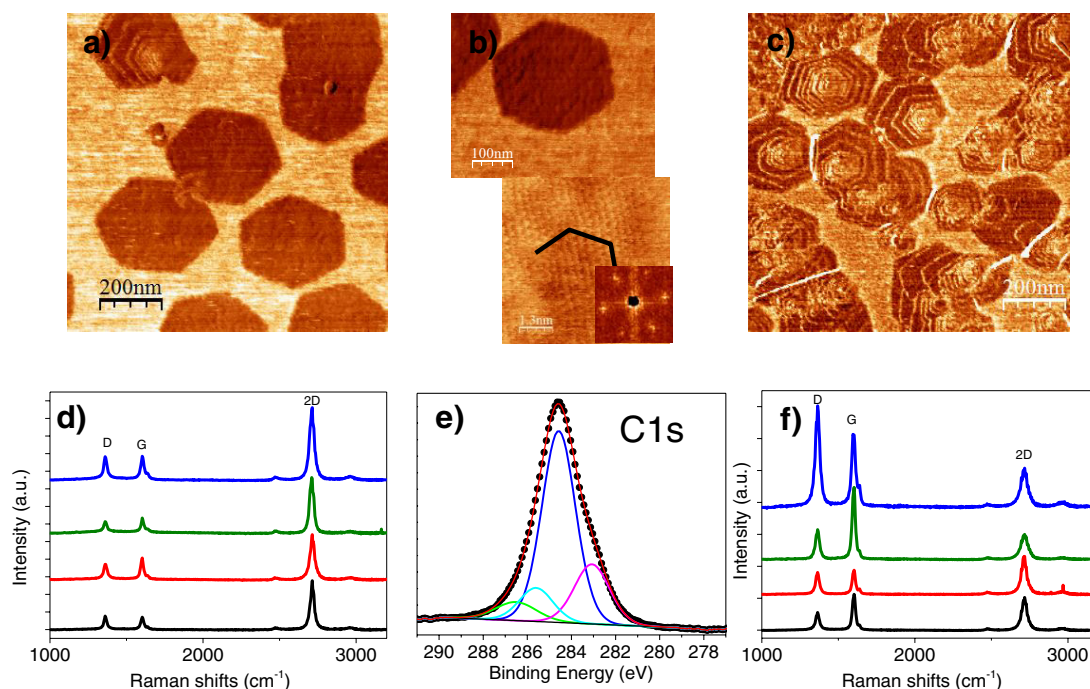 a)
200nm
b)
100nm
1.3nm
c)
200nm
d)
D
G
2D
Intensity (a.u.)
1000
2000
3000
Raman shifts (cm⁻¹)
e)
C1s
290
288
286
284
282
280
278
Binding Energy (eV)
f)
D
G
2D
Intensity (a.u.)
1000
2000
3000
Raman shifts (cm⁻¹)